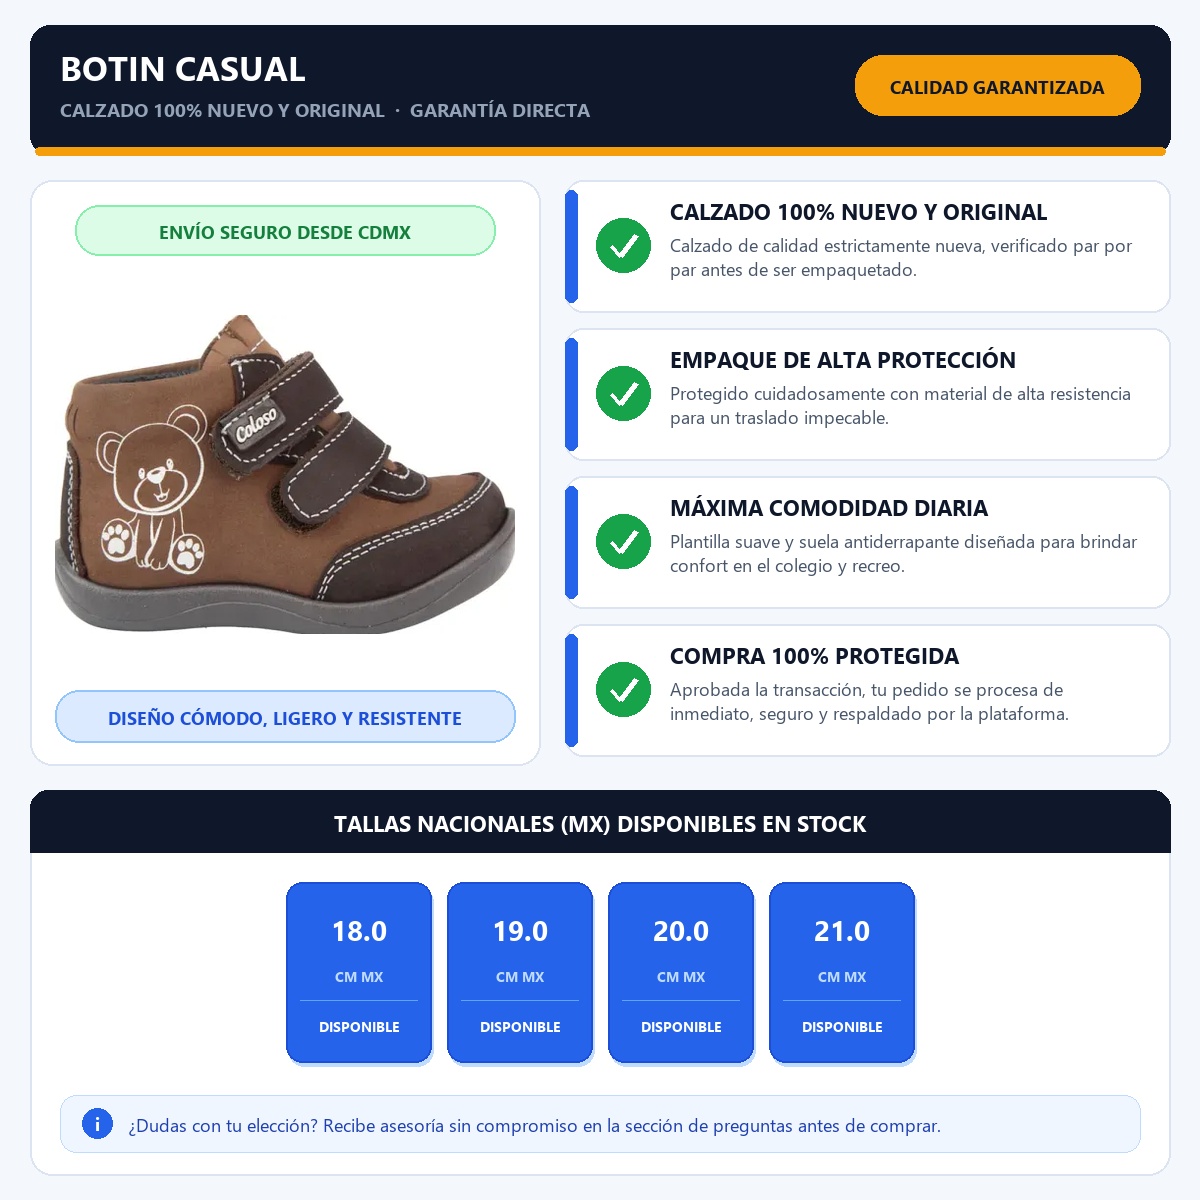 BOTIN CASUAL
CALZADO 100% NUEVO Y ORIGINAL · GARANTÍA DIRECTA
CALIDAD GARANTIZADA
ENVÍO SEGURO DESDE CDMX
Coloso
DISEÑO CÓMODO, LIGERO Y RESISTENTE
CALZADO 100% NUEVO Y ORIGINAL
Calzado de calidad estrictamente nueva, verificado par por
par antes de ser empaquetado.
EMPAQUE DE ALTA PROTECCIÓN
Protegido cuidadosamente con material de alta resistencia
para un traslado impecable.
MÁXIMA COMODIDAD DIARIA
Plantilla suave y suela antiderrapante diseñada para brindar
confort en el colegio y recreo.
COMPRA 100% PROTEGIDA
Aprobada la transacción, tu pedido se procesa de
inmediato, seguro y respaldado por la plataforma.
TALLAS NACIONALES (MX) DISPONIBLES EN STOCK
18.0
CM MX
DISPONIBLE
19.0
CM MX
DISPONIBLE
20.0
CM MX
DISPONIBLE
21.0
CM MX
DISPONIBLE
¿Dudas con tu elección? Recibe asesoría sin compromiso en la sección de preguntas antes de comprar.